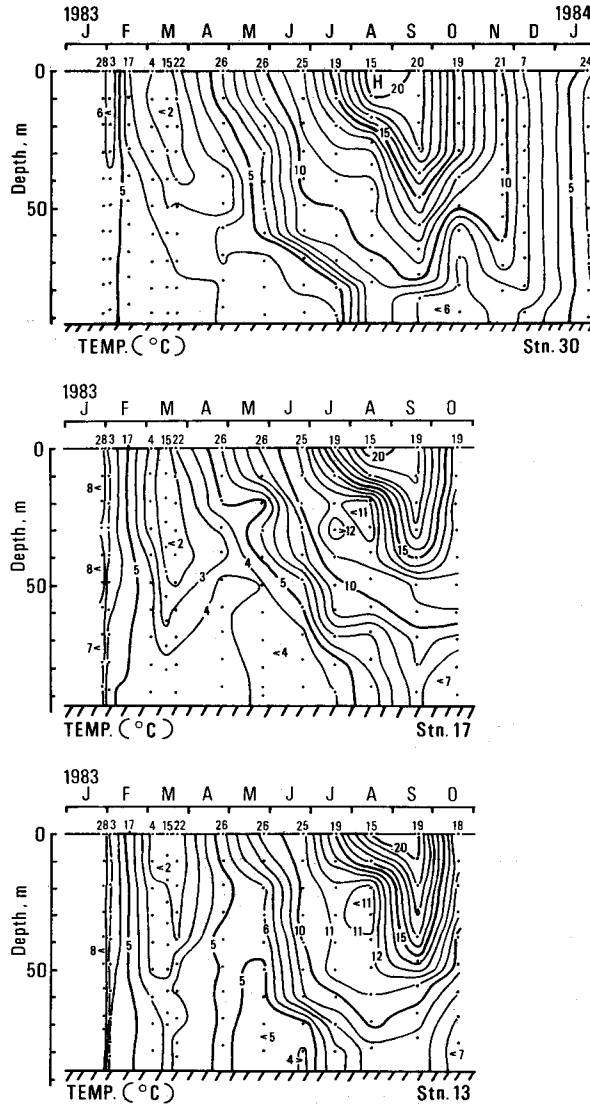 1983 1984
J F M A M J J A S O N D J
28 3 17 4 15 22 26 26 26 19 15 20 19 21 7 24
0
50
Depth, m
6< <2 5 5 10 H 20 15 10 5 <6
TEMP. (°C) Stn. 30
1983
J F M A M J J A S O
28 3 17 4 15 22 26 26 26 19 15 19 19
0
50
Depth, m
8< 8< 7< 5 <2 3 4 4 5 <4 10 20 <11 >12 15 <7
TEMP. (°C) Stn. 17
1983
J F M A M J J A S O
28 3 17 4 15 22 26 26 26 19 15 19 18
0
50
Depth, m
8< 5 <2 5 5 <5 4> 6 10 11 <11 11 12 20 15 <7
TEMP. (°C) Stn. 13